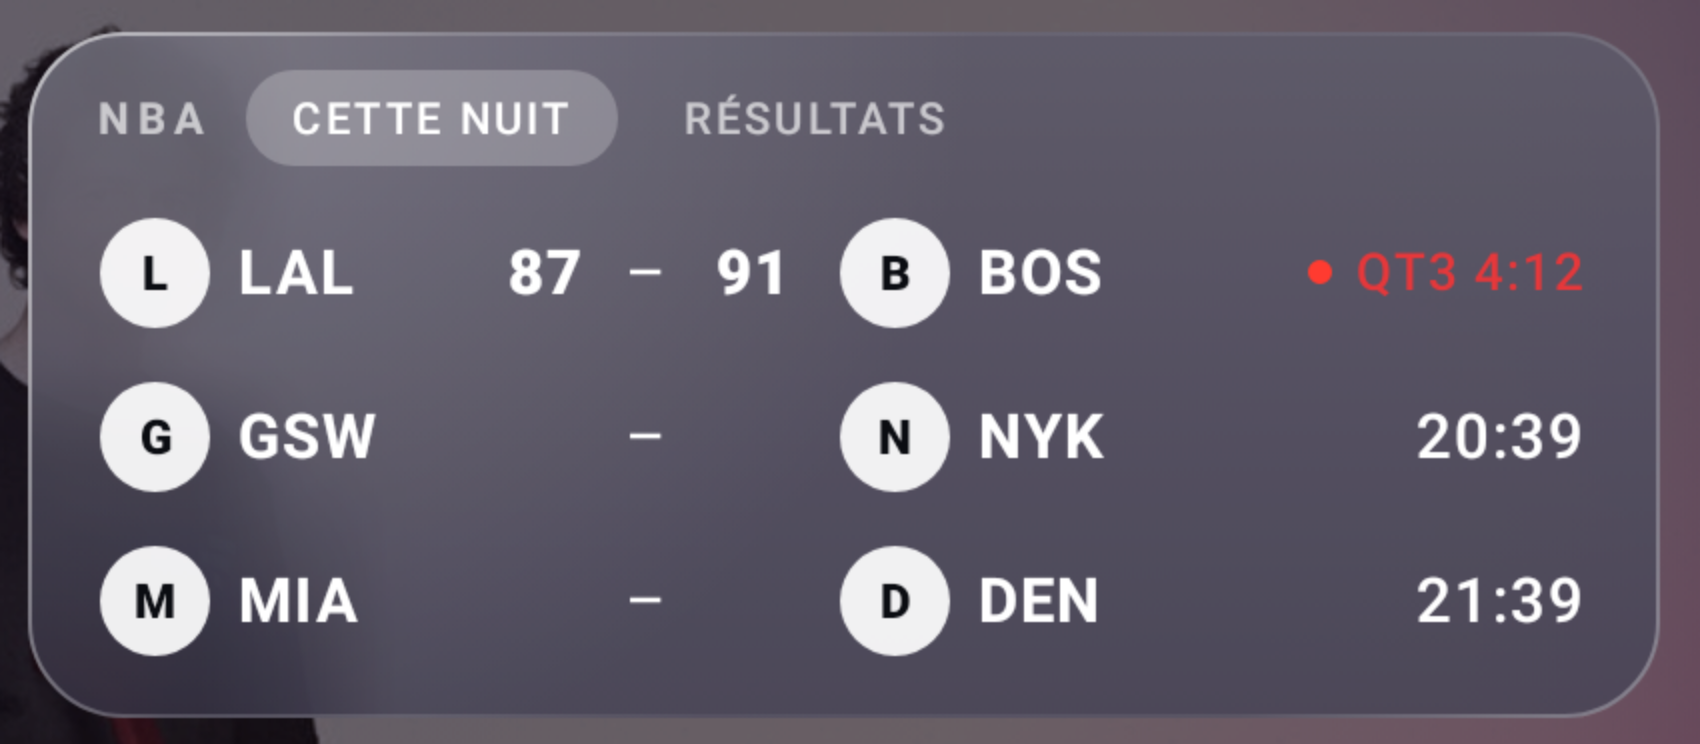 NBA CETTE NUIT RÉSULTATS
L LAL 87 – 91 B BOS ● QT3 4:12
G GSW – N NYK 20:39
M MIA – D DEN 21:39